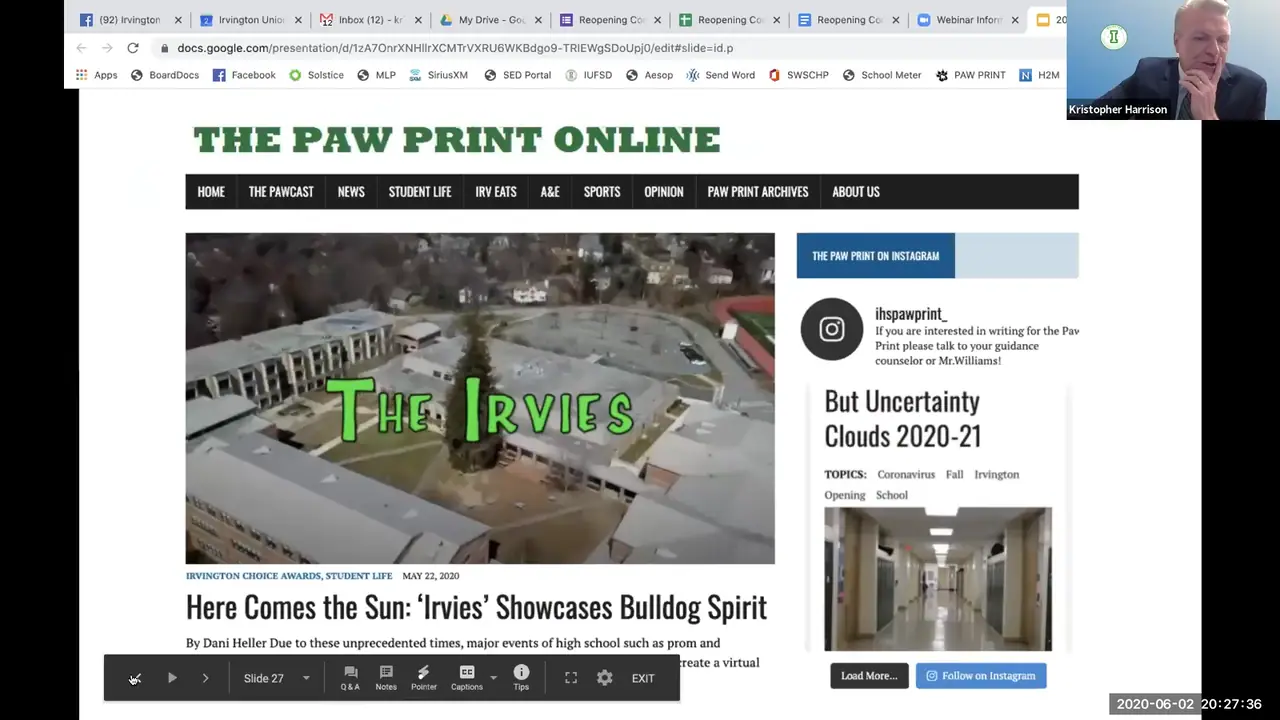 (92) Irvington
Irvington Union
Inbox (12) - kr
My Drive - Goo
Reopening Co
Reopening Co
Reopening Co
Webinar Inform
20
docs.google.com/presentation/d/1zA7OnrXNHllrXCMTrVXRU6WKBdgo9-TRlEWgSDoUpj0/edit#slide=id.p
Apps
BoardDocs
Facebook
Solstice
MLP
SiriusXM
SED Portal
IUFSD
Aesop
Send Word
SWSCHP
School Meter
PAW PRINT
H2M
I
Kristopher Harrison
THE PAW PRINT ONLINE
HOME
THE PAWCAST
NEWS
STUDENT LIFE
IRV EATS
A&E
SPORTS
OPINION
PAW PRINT ARCHIVES
ABOUT US
THE IRVIES
IRVINGTON CHOICE AWARDS, STUDENT LIFE MAY 22, 2020
Here Comes the Sun: ‘Irvies’ Showcases Bulldog Spirit
By Dani Heller Due to these unprecedented times, major events of high school such as prom and
create a virtual
THE PAW PRINT ON INSTAGRAM
ihspawprint_
If you are interested in writing for the Paw
Print please talk to your guidance
counselor or Mr.Williams!
But Uncertainty
Clouds 2020-21
TOPICS: Coronavirus Fall Irvington
Opening School
Load More...
Follow on Instagram
Slide 27
Q & A
Notes
Pointer
Captions
Tips
EXIT
2020-06-02 20:27:36